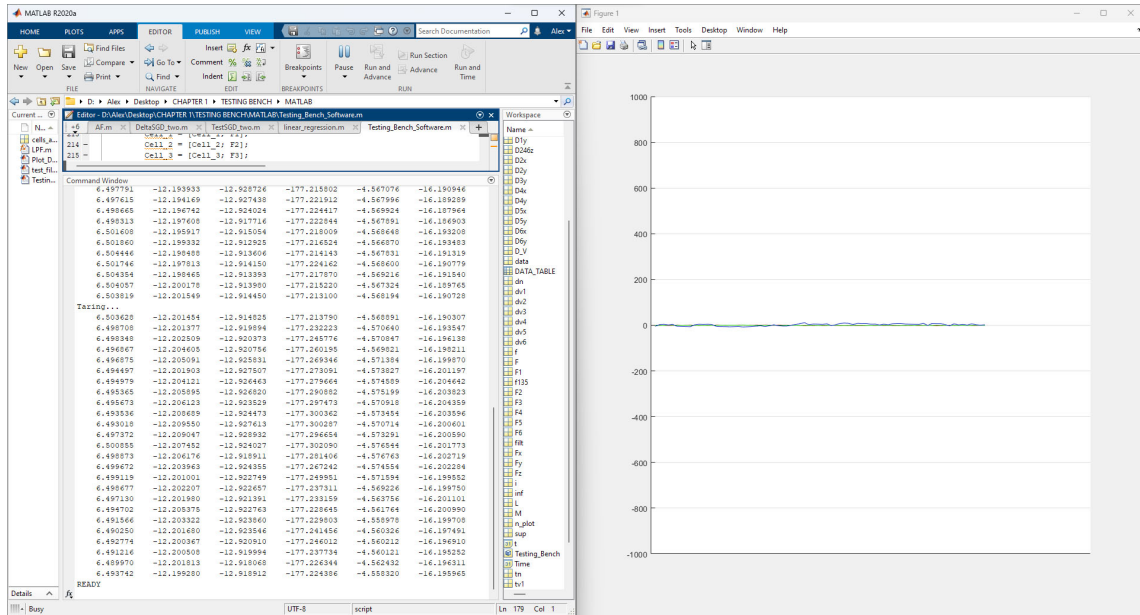 MATLAB R2020a
HOME PLOTS APPS EDITOR PUBLISH VIEW Search Documentation Alex
New Open Save Find Files Compare Print Go To Find Insert fx Comment % Indent Breakpoints Pause Run and Advance Run Section Advance Run and Time
FILE NAVIGATE EDIT BREAKPOINTS RUN
D: Alex Desktop CHAPTER 1 TESTING BENCH MATLAB
Current ...
N...
cells_a...
LPF.m
Plot_D...
test_fil...
Testin...
Editor - D:\Alex\Desktop\CHAPTER 1\TESTING BENCH\MATLAB\Testing_Bench_Software.m
+6 AF.m DeltaSGD_two.m TestSGD_two.m linear_regression.m Testing_Bench_Software.m +
213 Cell_1 = [Cell_1; F1];
214 - Cell_2 = [Cell_2; F2];
215 - Cell_3 = [Cell_3; F3];
Command Window
6.497791 -12.193933 -12.928726 -177.215802 -4.567076 -16.190946
6.497615 -12.194169 -12.927438 -177.221912 -4.567996 -16.189289
6.498665 -12.196742 -12.924024 -177.224417 -4.569924 -16.187964
6.498313 -12.197608 -12.917716 -177.222844 -4.567891 -16.186903
6.501608 -12.195917 -12.915054 -177.218009 -4.568648 -16.193208
6.501860 -12.199332 -12.912925 -177.216524 -4.566870 -16.193483
6.504446 -12.198488 -12.913606 -177.214143 -4.567831 -16.191319
6.501746 -12.197813 -12.914150 -177.224162 -4.568600 -16.190779
6.504354 -12.198465 -12.913393 -177.217870 -4.569216 -16.191540
6.504057 -12.200178 -12.913980 -177.215220 -4.567324 -16.189765
6.503819 -12.201549 -12.914450 -177.213100 -4.568194 -16.190728
Taring...
6.503628 -12.201454 -12.914825 -177.213790 -4.568891 -16.190307
6.498708 -12.201377 -12.919894 -177.232223 -4.570640 -16.193547
6.498348 -12.202509 -12.920373 -177.245776 -4.570847 -16.196138
6.496867 -12.204605 -12.920756 -177.260195 -4.569821 -16.198211
6.496875 -12.205091 -12.925831 -177.269346 -4.571384 -16.199870
6.494497 -12.201903 -12.927507 -177.273091 -4.573827 -16.201197
6.494979 -12.204121 -12.926463 -177.279664 -4.574589 -16.204642
6.495365 -12.205895 -12.926820 -177.290882 -4.575199 -16.203823
6.495673 -12.206123 -12.923529 -177.297473 -4.570918 -16.204359
6.493536 -12.208689 -12.924473 -177.300362 -4.573454 -16.203596
6.493018 -12.209550 -12.927613 -177.300287 -4.570714 -16.200601
6.497372 -12.209047 -12.928932 -177.296654 -4.573291 -16.200590
6.500855 -12.207452 -12.924027 -177.302090 -4.576544 -16.201773
6.498873 -12.206176 -12.918911 -177.281406 -4.576763 -16.202719
6.499672 -12.203963 -12.924355 -177.267242 -4.574554 -16.202284
6.499119 -12.201001 -12.922749 -177.249951 -4.571594 -16.199552
6.498677 -12.202207 -12.922657 -177.237311 -4.569226 -16.199750
6.497130 -12.201980 -12.921391 -177.233159 -4.563756 -16.201101
6.494702 -12.205375 -12.922763 -177.228645 -4.561764 -16.200990
6.491566 -12.203322 -12.923860 -177.229803 -4.558978 -16.199708
6.490250 -12.201680 -12.923546 -177.241456 -4.560326 -16.197491
6.492774 -12.200367 -12.920910 -177.246012 -4.560212 -16.196910
6.491216 -12.200508 -12.919994 -177.237734 -4.560121 -16.195252
6.489970 -12.201813 -12.918068 -177.226344 -4.562432 -16.196311
6.493742 -12.199280 -12.918912 -177.224386 -4.558320 -16.195965
READY
fx
Workspace
Name
D1y
D246z
D2x
D2y
D3y
D4x
D4y
D5x
D5y
D6x
D6y
D_V
data
DATA_TABLE
dn
dv1
dv2
dv3
dv4
dv5
dv6
f
F
F1
f135
F2
F3
F4
F5
F6
filt
Fx
Fy
Fz
i
inf
L
M
n_plot
sup
t
Testing_Bench
Time
tn
tv1
Details
Busy UTF-8 script Ln 179 Col 1
Figure 1
File Edit View Insert Tools Desktop Window Help
1000
800
600
400
200
0
-200
-400
-600
-800
-1000